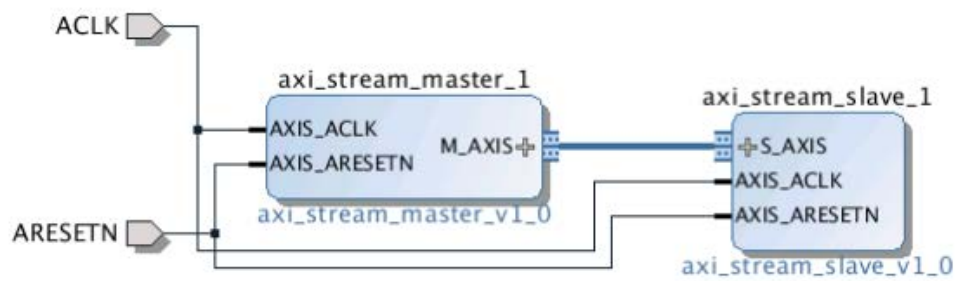 ACLK
axi_stream_master_1
AXIS_ACLK
M_AXIS
AXIS_ARESETN
axi_stream_master_v1_0
axi_stream_slave_1
S_AXIS
AXIS_ACLK
AXIS_ARESETN
axi_stream_slave_v1_0
ARESETN